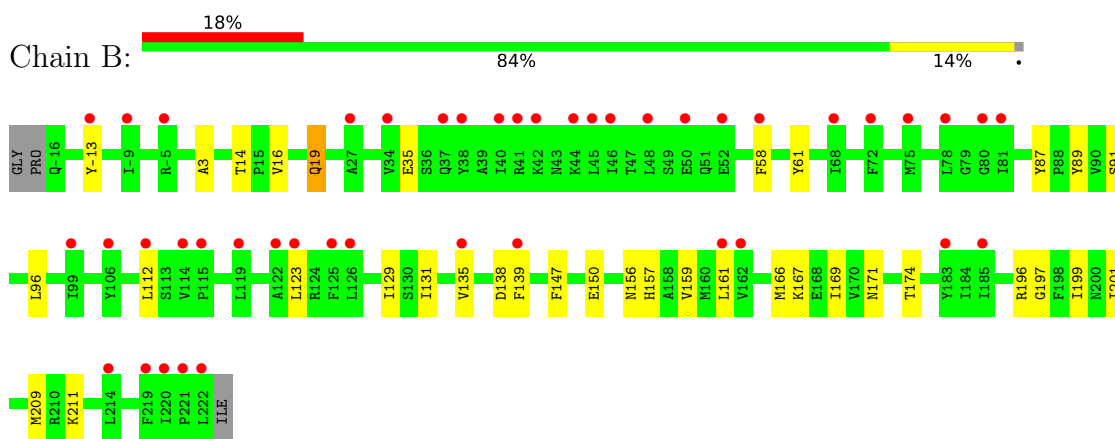 18%
Chain B:
84% 14% •
GLY PRO Q-16 Y-13 I-9 R-5 A3 T14 P15 V16 Q19 A27 V34 E35 S36 Q37 Y38 A39 I40 R41 K42 N43 K44 L45 I46 T47 L48 S49 E50 Q51 E52 F58 Y61 I68 F72 M75 L78 G79 G80 I81 Y87 P88 Y89 V90 S91
L96 I99 Y106 L112 S113 V114 P115 L119 A122 L123 R124 F125 L126 I129 S130 I131 V135 D138 F139 F147 E150 N156 H157 A158 V159 M160 L161 V162 M166 K167 E168 I169 V170 N171 T174 Y183 I184 I185 R196 G197 F198 I199 N200
M209 R210 K211 L214 F219 I220 P221 L222 ILE